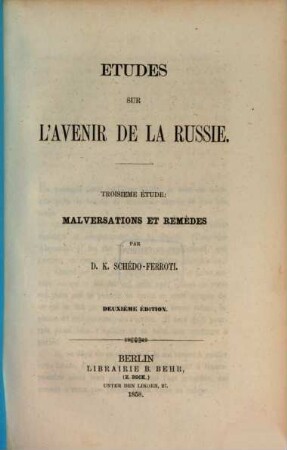 ETUDES
SUR
L'AVENIR DE LA RUSSIE.
TROISIEME ÉTUDE:
MALVERSATIONS ET REMÈDES
PAR
D. K. SCHÉDO-FERROTI.
DEUXIÈME ÉDITION.
BERLIN
LIBRAIRIE B. BEHR,
(E. BOCK.)
UNTER DEN LINDEN, 27.
1858.